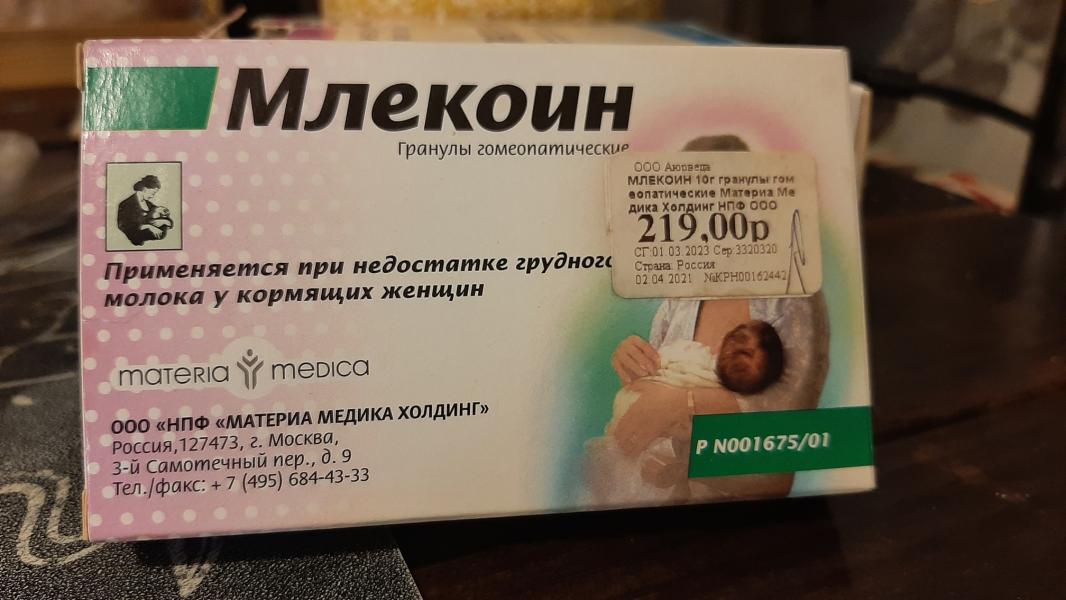 Млекоин
Гранулы гомеопатические
ООО Аюрведа
МЛЕКОИН 10г гранулы гом
еопатические Материа Ме
дика Холдинг НПФ ООО
219,00р
СГ:01.03.2023 Сер:3320320
Страна: Россия
02.04.2021 №КРН00162442
Применяется при недостатке грудного
молока у кормящих женщин
materia medica
ООО «НПФ «МАТЕРИА МЕДИКА ХОЛДИНГ»
Россия,127473, г. Москва,
3-й Самотечный пер., д. 9
Тел./факс: + 7 (495) 684-43-33
Р N001675/01